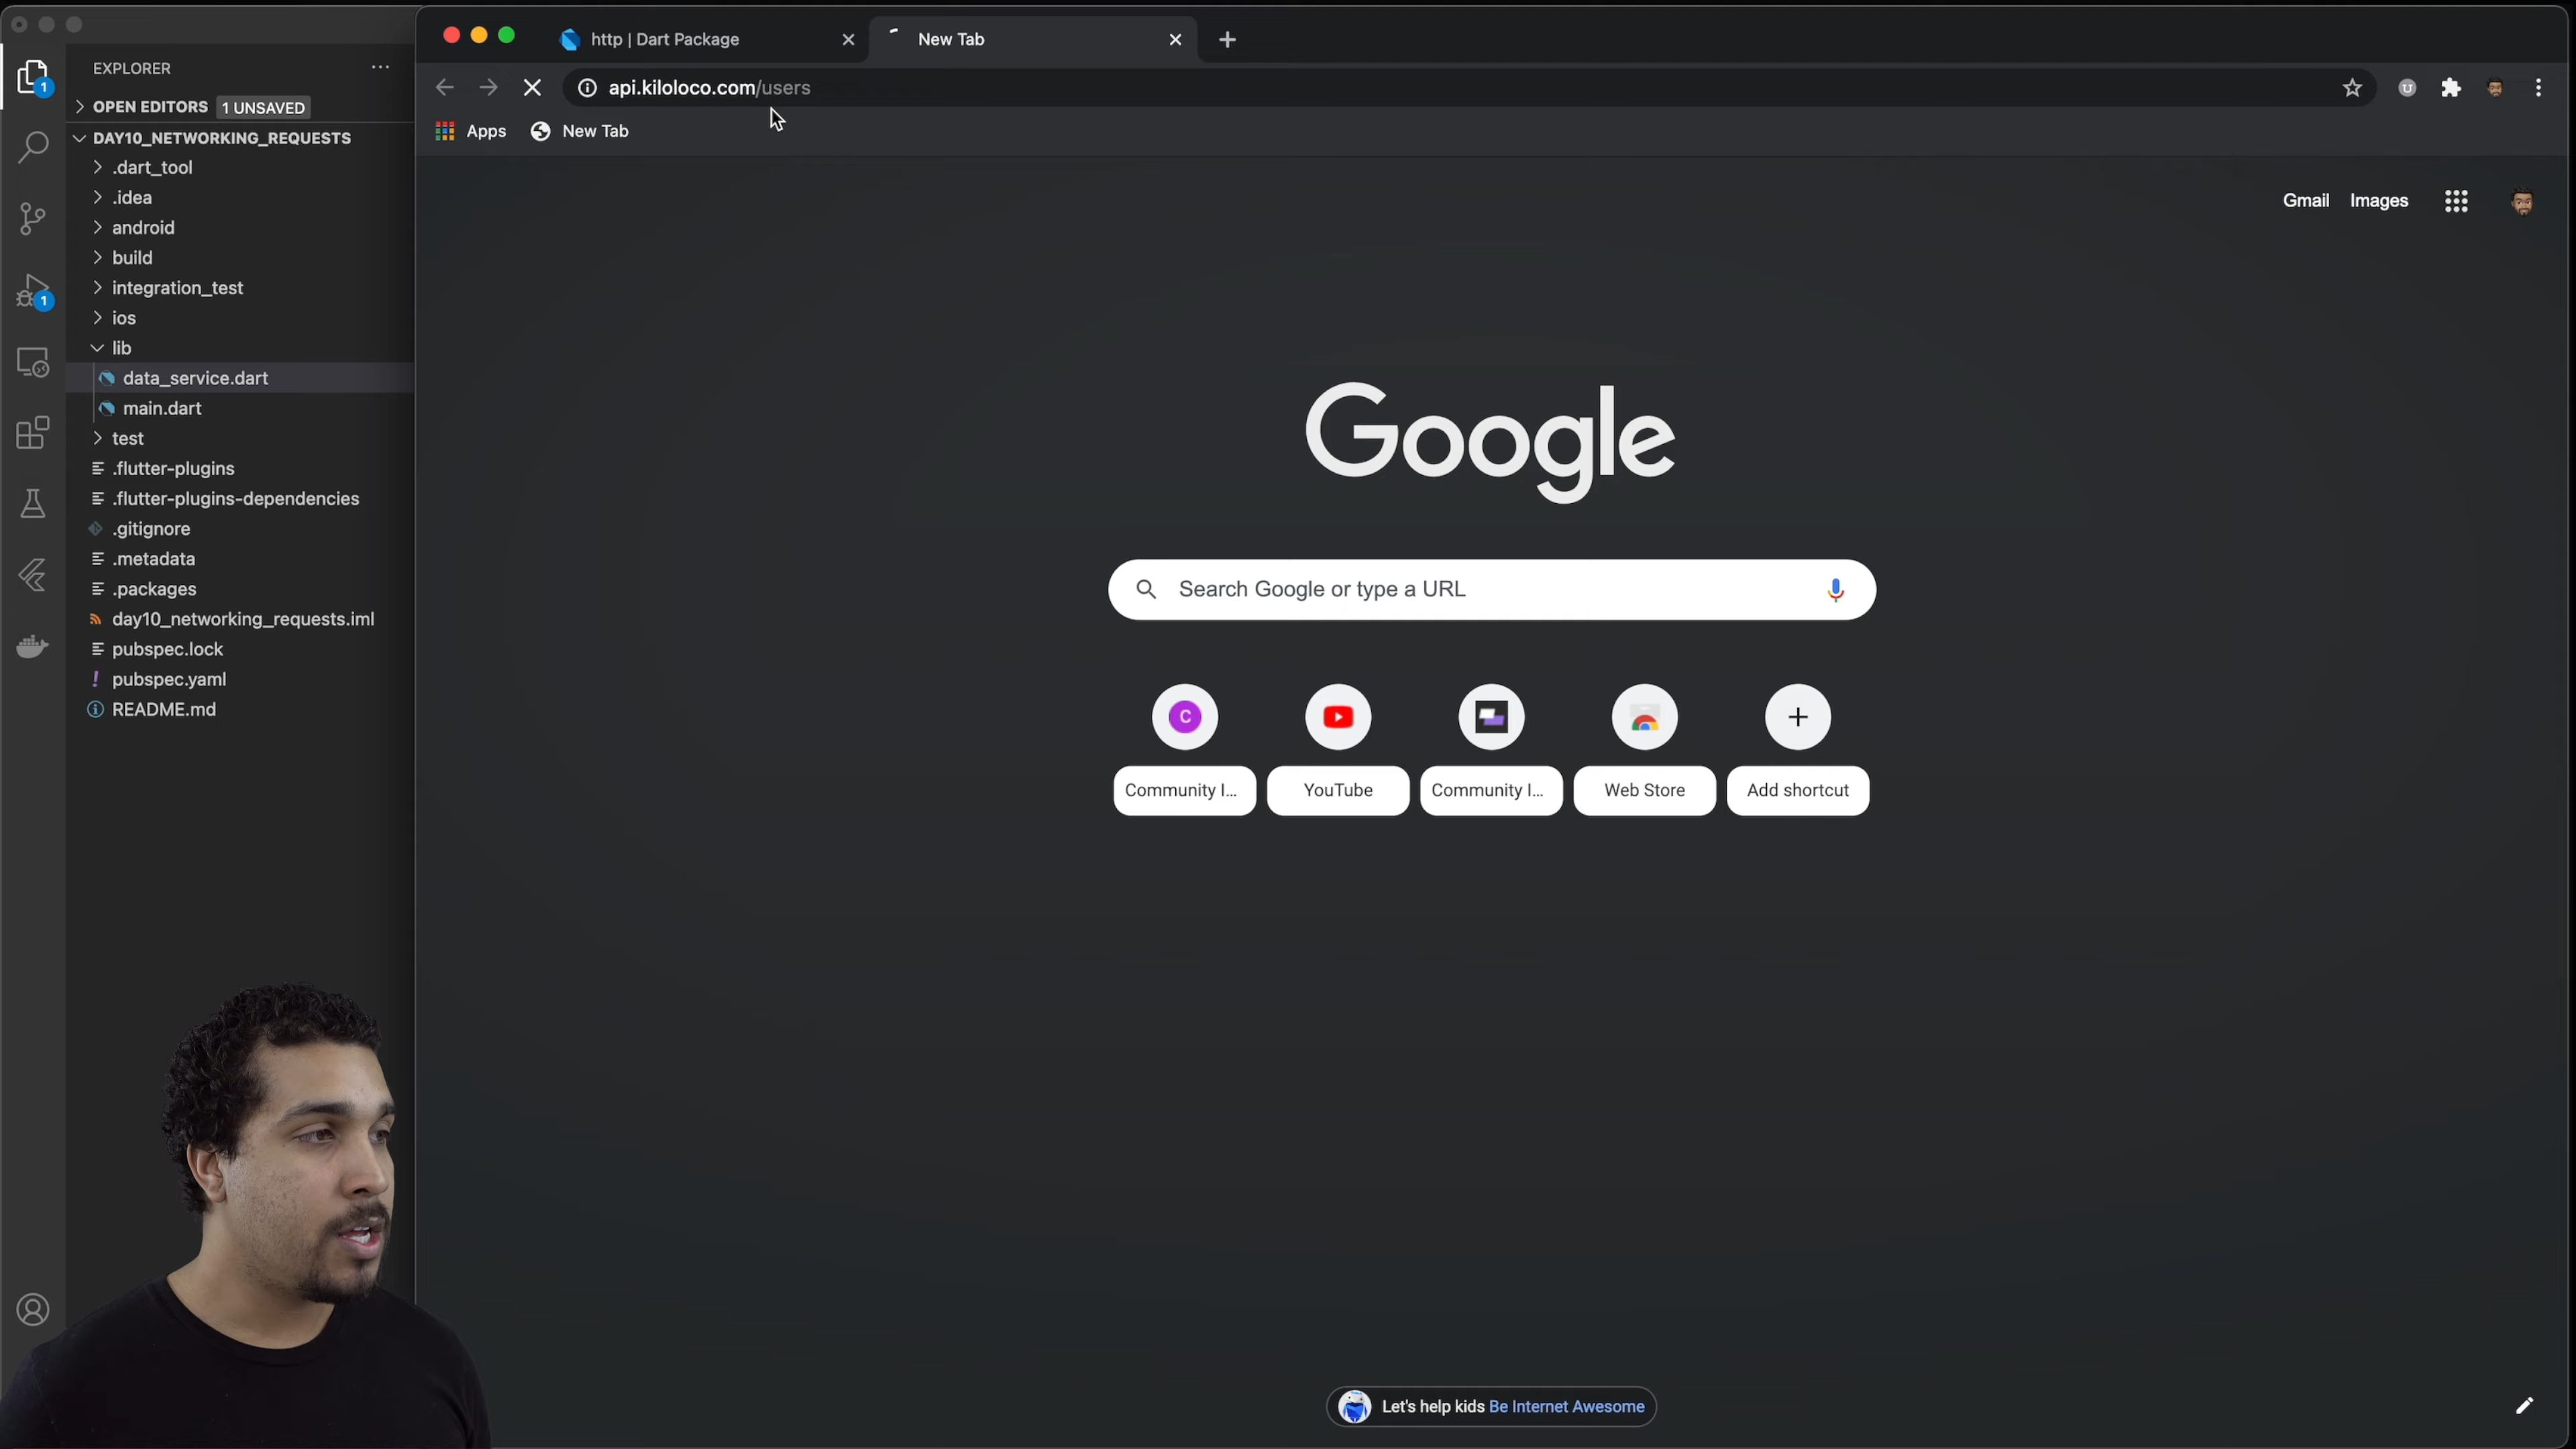 http | Dart Package
New Tab
api.kiloloco.com/users
Apps
New Tab
EXPLORER
OPEN EDITORS 1 UNSAVED
DAY10_NETWORKING_REQUESTS
.dart_tool
.idea
android
build
integration_test
ios
lib
data_service.dart
main.dart
test
.flutter-plugins
.flutter-plugins-dependencies
.gitignore
.metadata
.packages
day10_networking_requests.iml
pubspec.lock
pubspec.yaml
README.md
1
1
U
Gmail Images
Google
Search Google or type a URL
C
Community I...
YouTube
Community I...
Web Store
Add shortcut
Let's help kids Be Internet Awesome